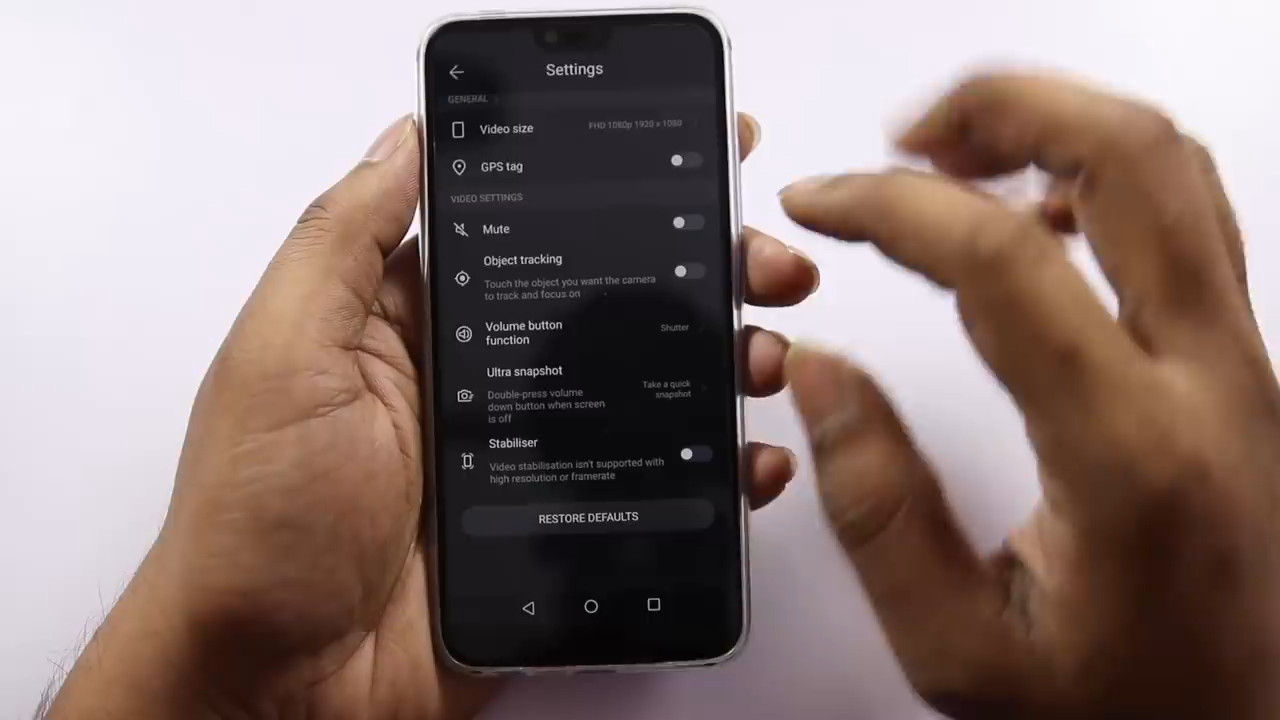 Settings
GENERAL
Video size
FHD 1080p 1920 x 1080
GPS tag
VIDEO SETTINGS
Mute
Object tracking
Touch the object you want the camera
to track and focus on
Volume button
function
Shutter
Ultra snapshot
Double-press volume
down button when screen
is off
Take a quick
snapshot
Stabiliser
Video stabilisation isn't supported with
high resolution or framerate
RESTORE DEFAULTS